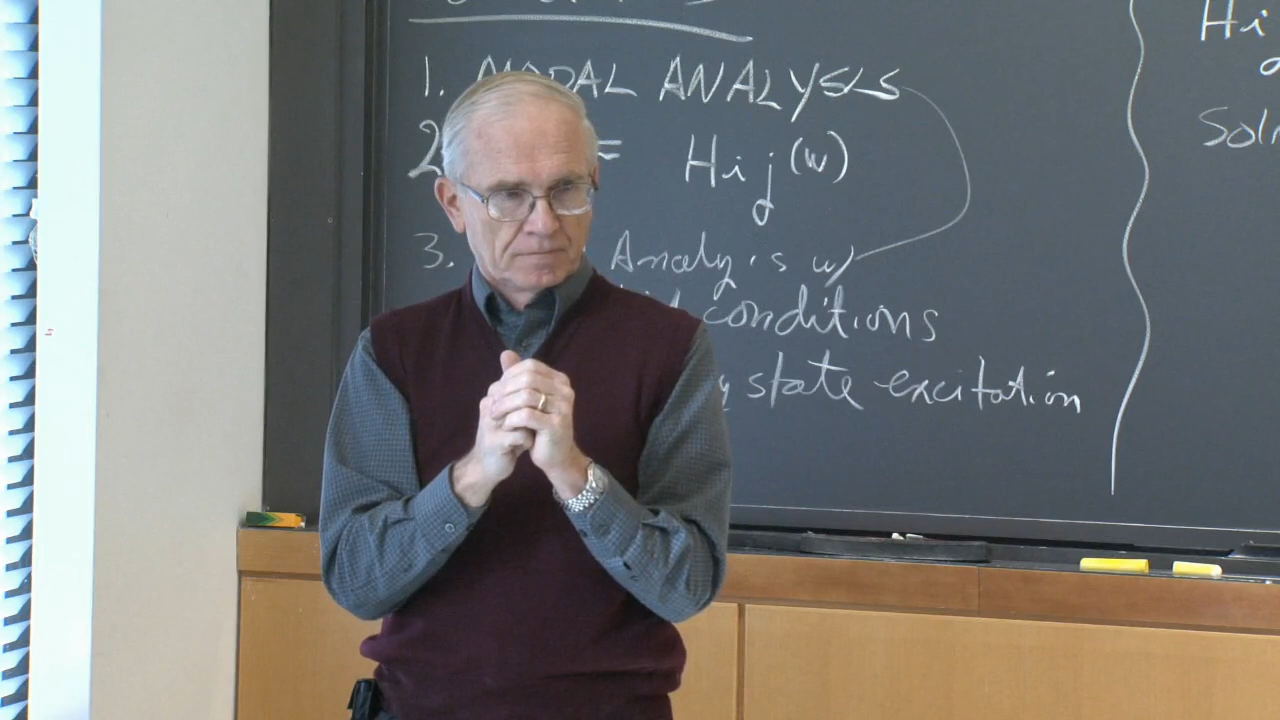 1. MODAL ANALYSIS
2 = Hij(ω)
3. Analysis w/
conditions
state excitation
Hi
Soln